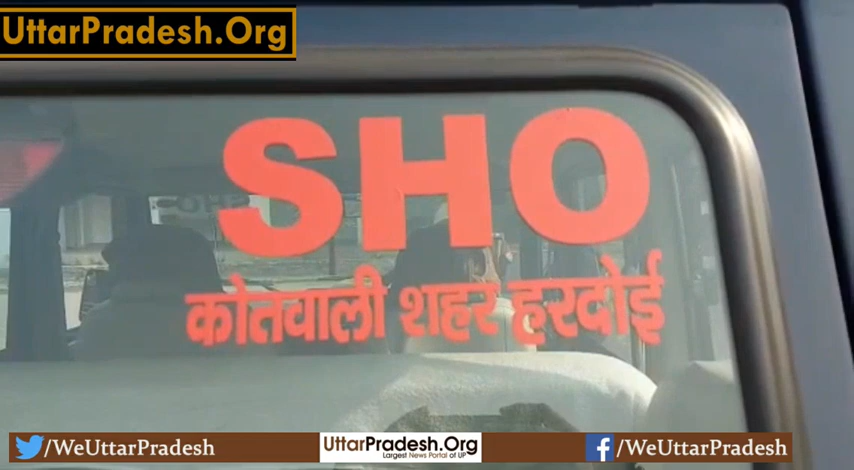 UttarPradesh.Org
SHO
कोतवाली शहर हरदोई
/WeUttarPradesh
UttarPradesh.Org
Largest News Portal of UP
/WeUttarPradesh